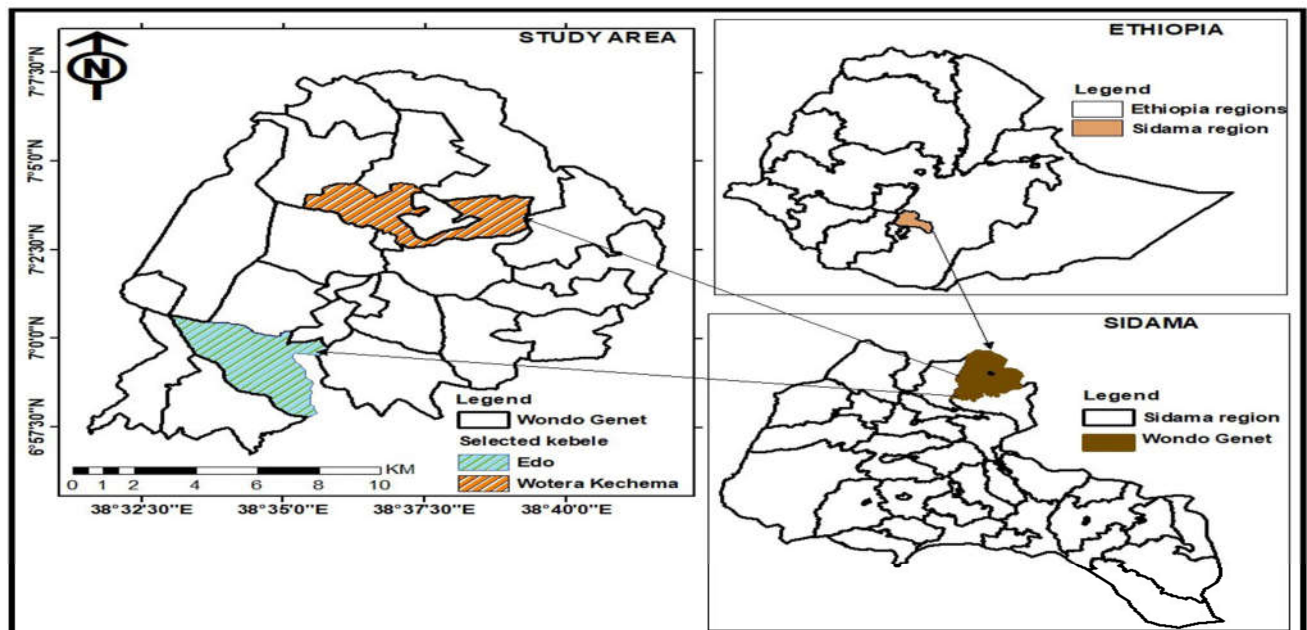 STUDY AREA
N
7°7'30"N
7°5'0"N
7°2'30"N
7°0'0"N
6°57'30"N
Legend
Wondo Genet
Selected kebele
Edo
Wotera Kechema
KM
0 1 2 4 6 8 10
38°32'30"E 38°35'0"E 38°37'30"E 38°40'0"E
ETHIOPIA
Legend
Ethiopia regions
Sidama region
SIDAMA
Legend
Sidama region
Wondo Genet